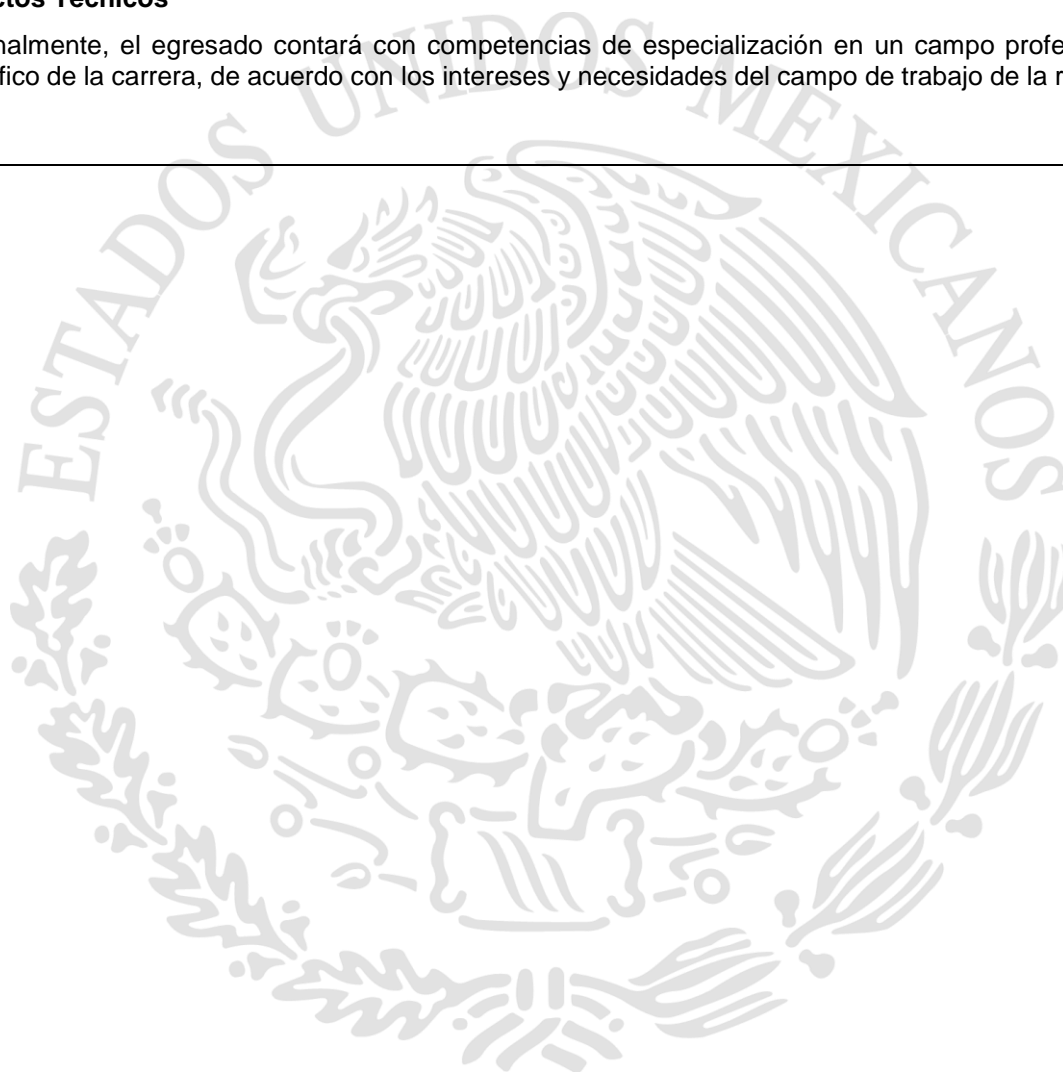 ctos Técnicos
nalmente, el egresado contará con competencias de especialización en un campo profe
fico de la carrera, de acuerdo con los intereses y necesidades del campo de trabajo de la r
ESTADOS UNIDOS MEXICANOS